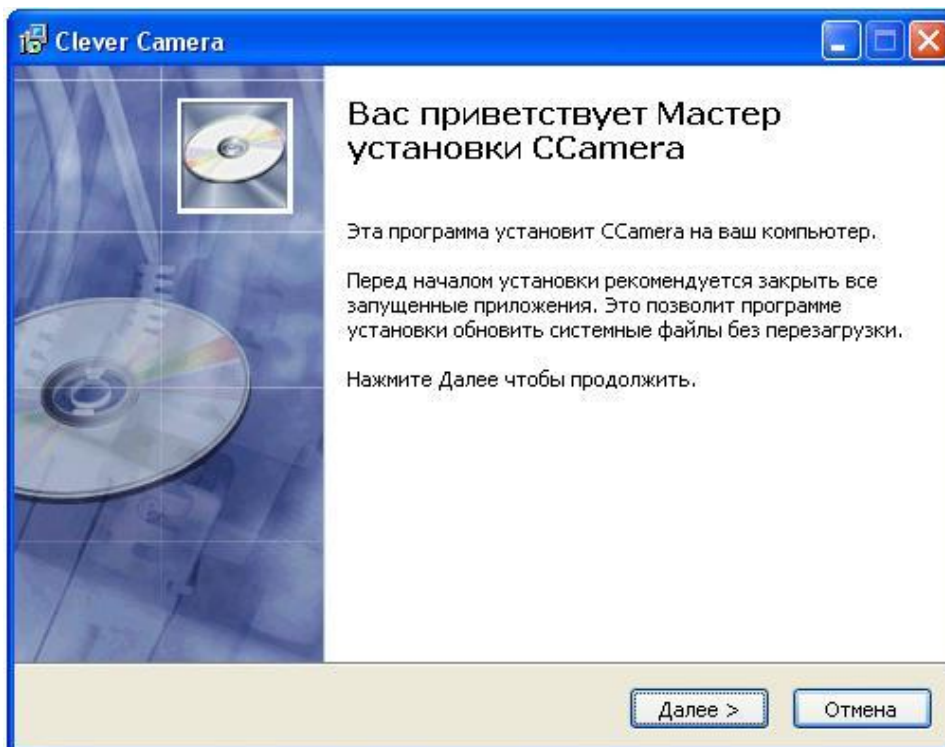 Clever Camera
Вас приветствует Мастер
установки CCamera
Эта программа установит CCamera на ваш компьютер.
Перед началом установки рекомендуется закрыть все
запущенные приложения. Это позволит программе
установки обновить системные файлы без перезагрузки.
Нажмите Далее чтобы продолжить.
Далее >
Отмена